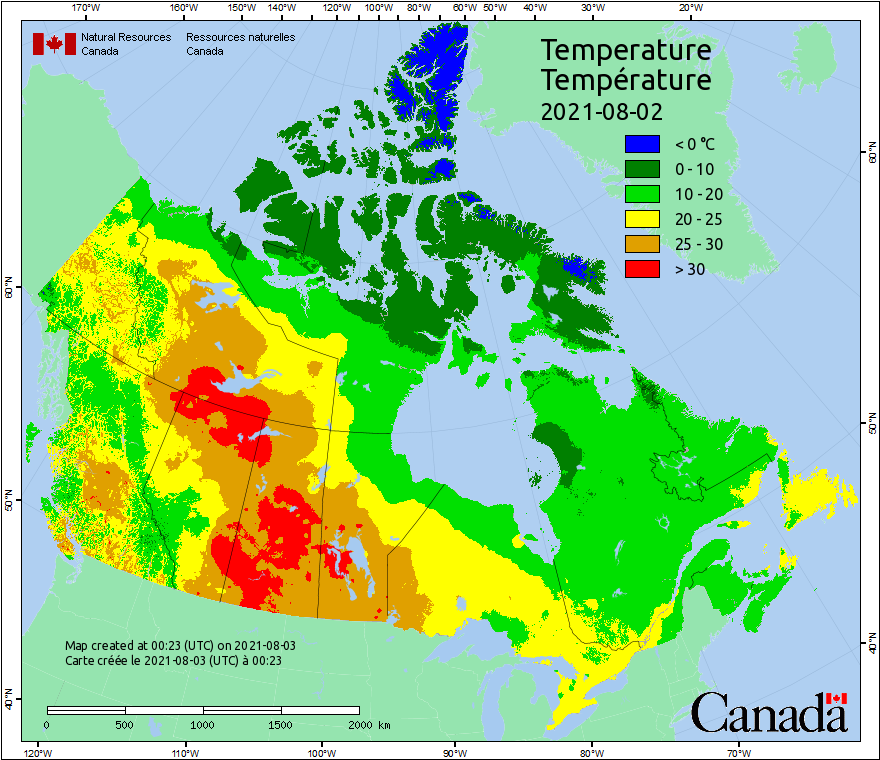 170°W 160°W 150°W 140°W 120°W 100°W 80°W 60°W 50°W 40°W 30°W 20°W
Natural Resources Ressources naturelles
Canada Canada
Temperature
Température
2021-08-02
< 0 °C
0 - 10
10 - 20
20 - 25
25 - 30
> 30
60°N
50°N
40°N
60°N
50°N
40°N
Map created at 00:23 (UTC) on 2021-08-03
Carte créée le 2021-08-03 (UTC) à 00:23
0 500 1000 1500 2000 km
Canada
120°W 110°W 100°W 90°W 80°W 70°W